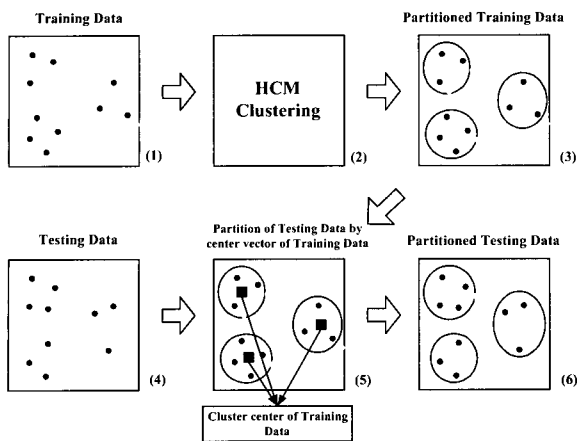 Training Data
Partitioned Training Data
HCM
Clustering
(1)
(2)
(3)
Testing Data
Partition of Testing Data by
center vector of Training Data
Partitioned Testing Data
(4)
(5)
(6)
Cluster center of Training
Data